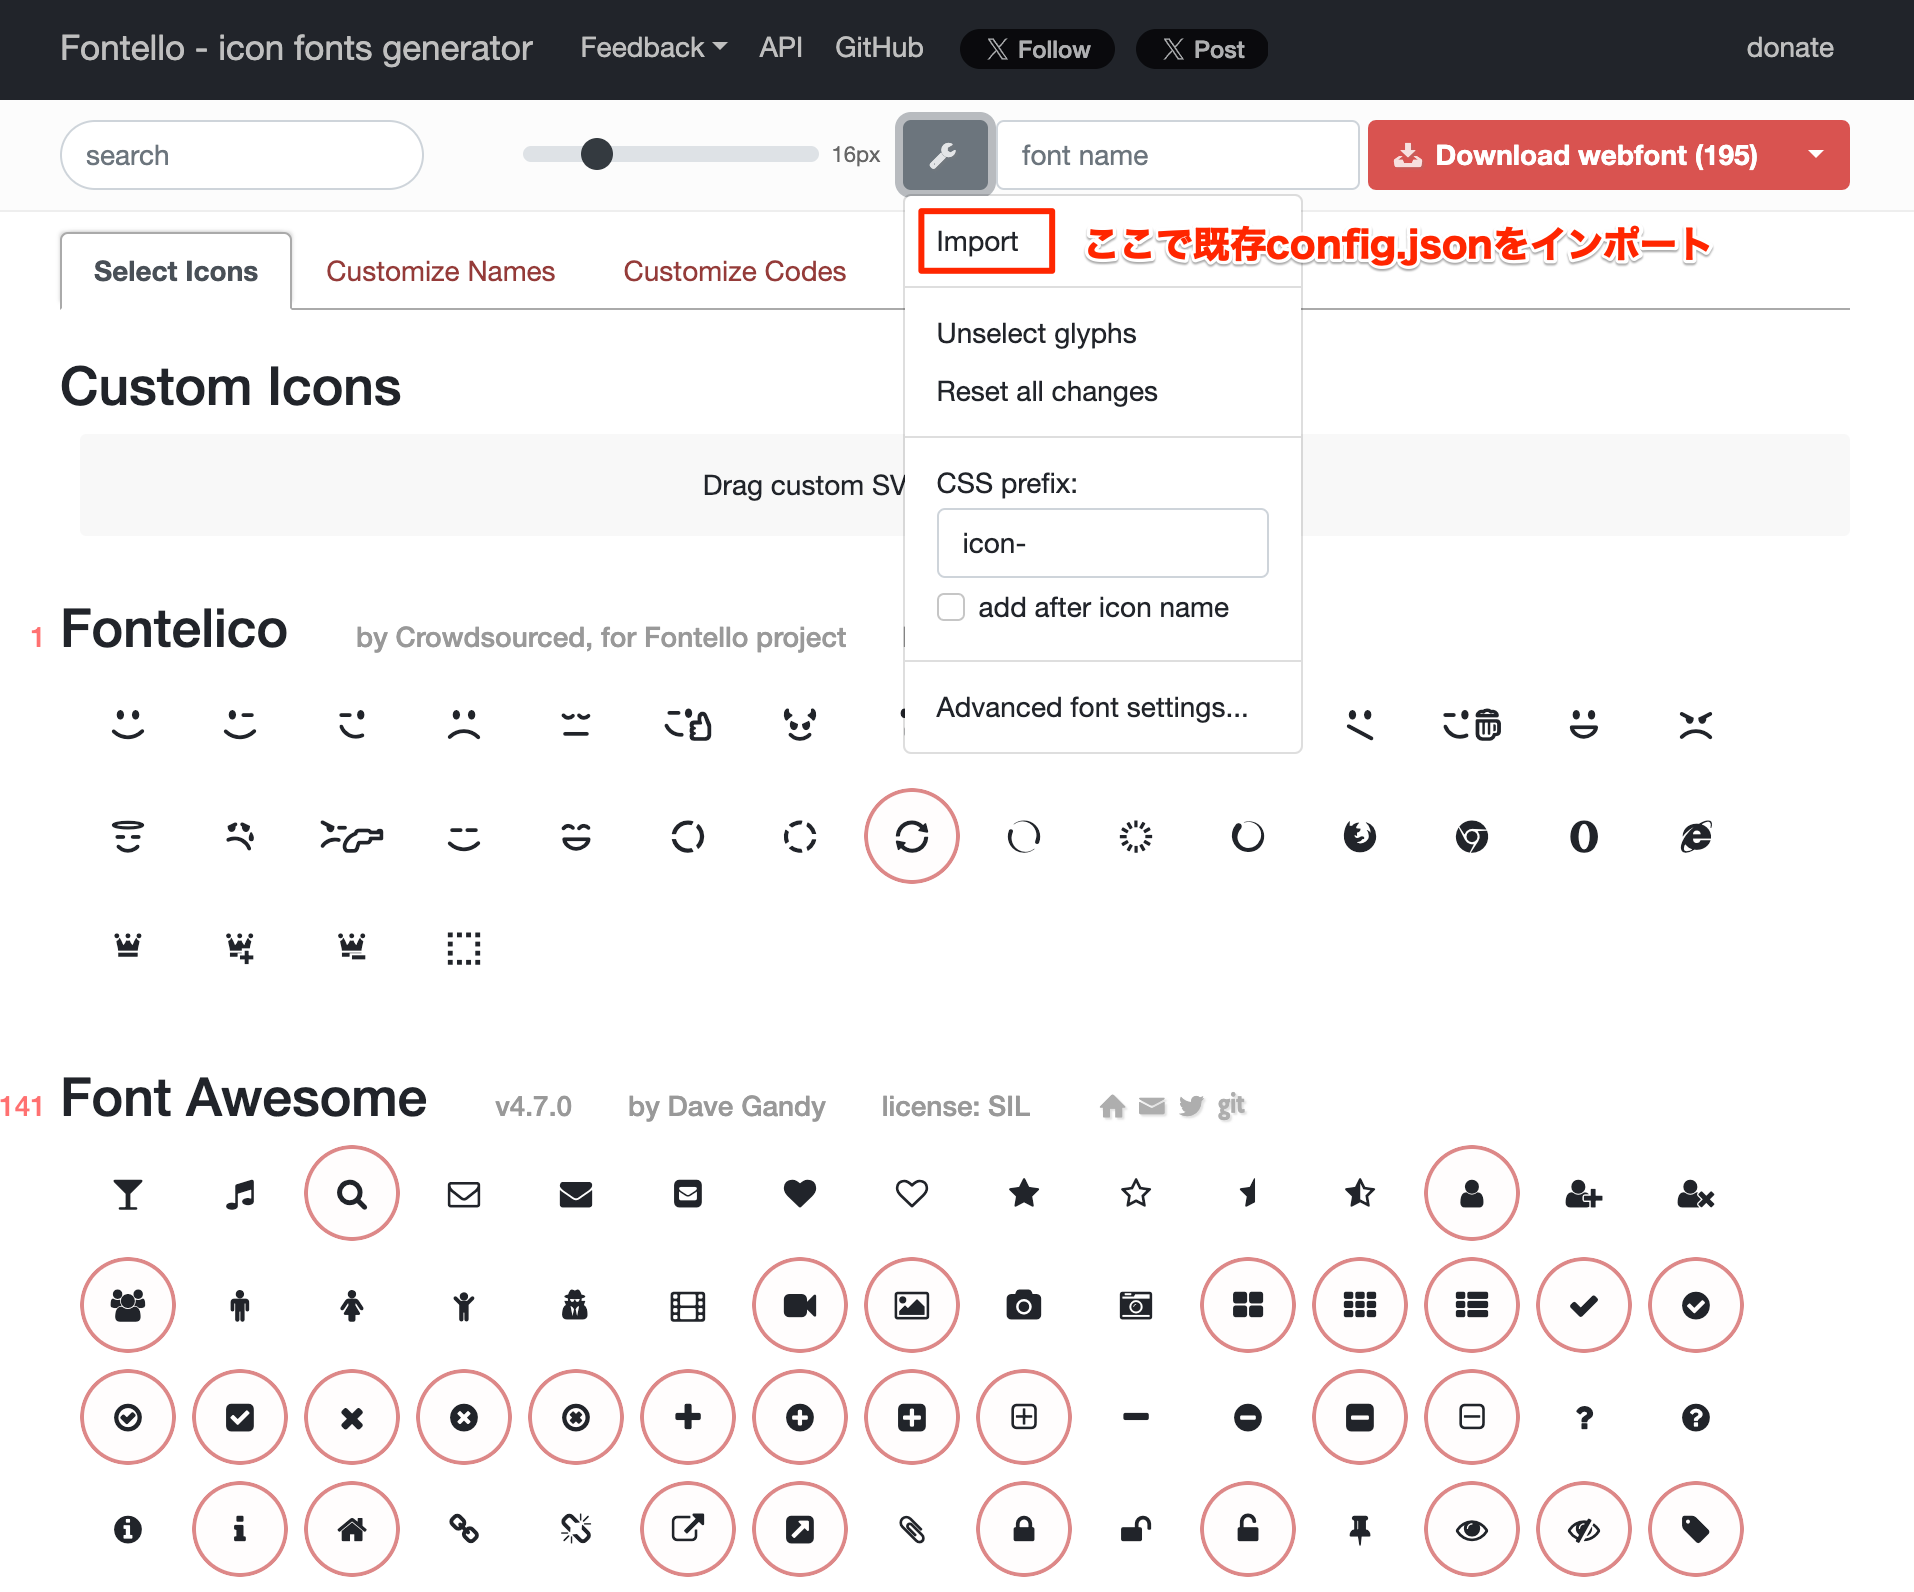 Fontello - icon fonts generator
Feedback
API
GitHub
X Follow
X Post
donate
search
16px
font name
Download webfont (195)
Import
ここで既存config.jsonをインポート
Select Icons
Customize Names
Customize Codes
Unselect glyphs
Reset all changes
Custom Icons
Drag custom SV
CSS prefix:
icon-
add after icon name
1
Fontelico
by Crowdsourced, for Fontello project
Advanced font settings...
141
Font Awesome
v4.7.0
by Dave Gandy
license: SIL
git